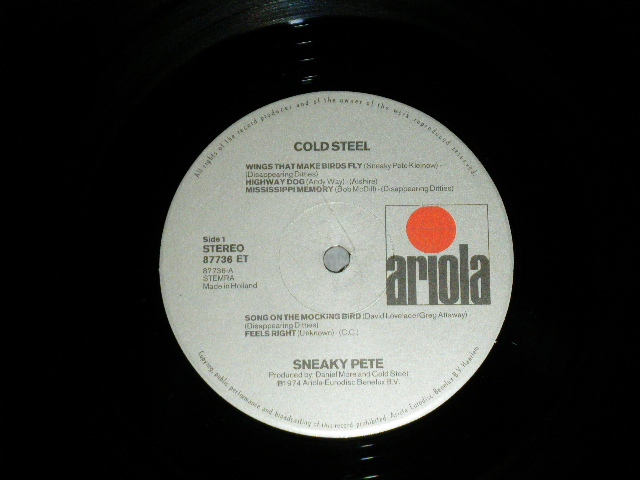 All rights of the record producer and of the owner of the work reproduced reserved.
COLD STEEL
WINGS THAT MAKE BIRDS FLY (Sneaky Pete Kleinow) -
(Disappearing Ditties)
HIGHWAY DOG (Andy Way) - (Alshire)
MISSISSIPPI MEMORY (Bob McDill) - (Disappearing Ditties)
Side 1
STEREO
87736 ET
87736-A
STEMRA
Made in Holland
ariola
SONG ON THE MOCKING BIRD (David Lovelace/Greg Attaway)
(Disappearing Ditties)
FEELS RIGHT (Unknown) - (C.C.)
SNEAKY PETE
Produced by: Daniel More and Cold Steel
℗1974 Ariola-Eurodisc Benelux B.V.
Copying, public performance and broadcasting of this record prohibited. Ariola Eurodisc Benelux B.V. Haarlem